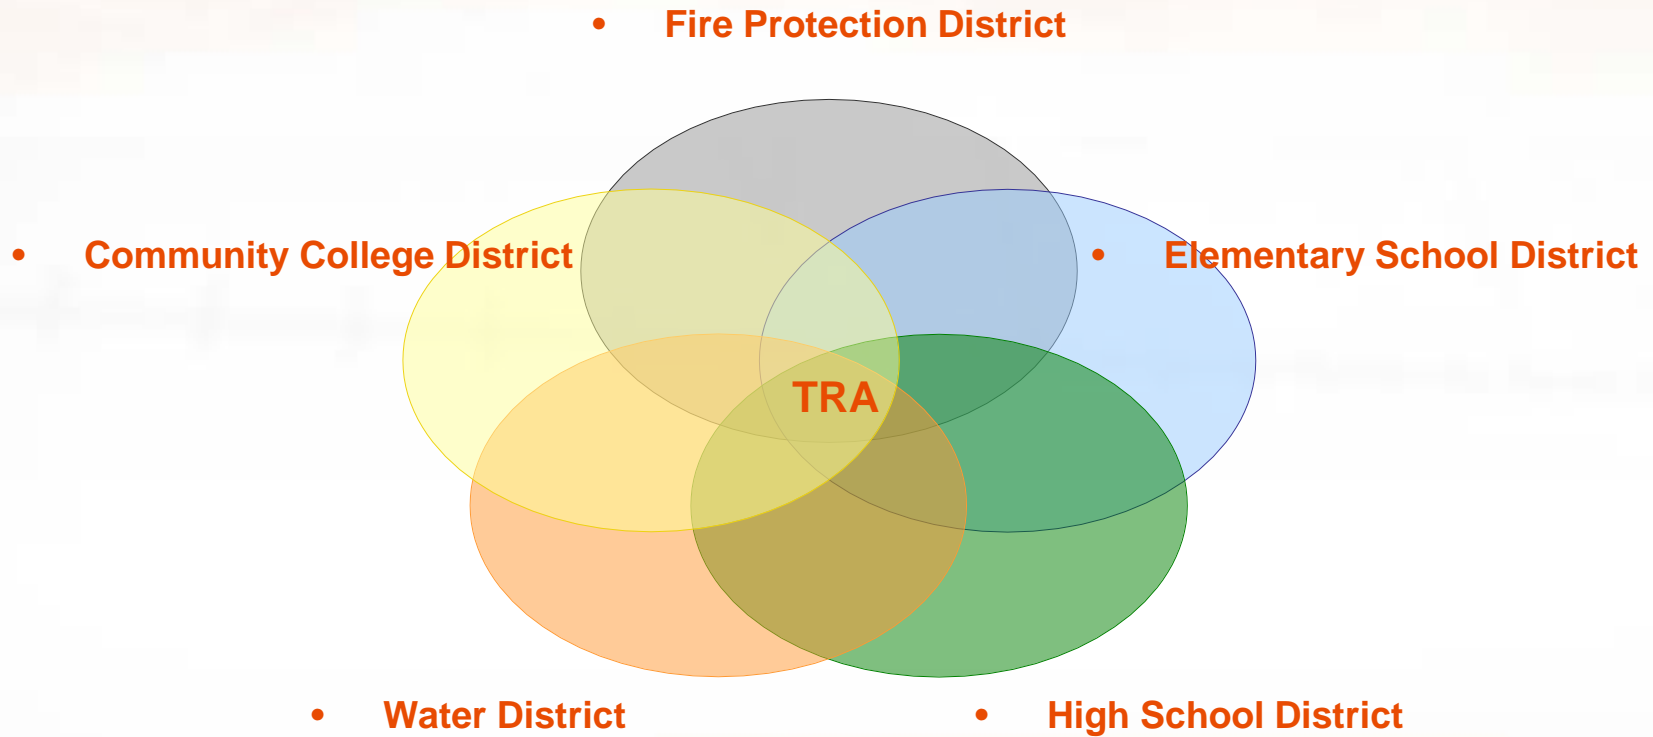 • Fire Protection District
• Community College District
• Elementary School District
TRA
• Water District
• High School District